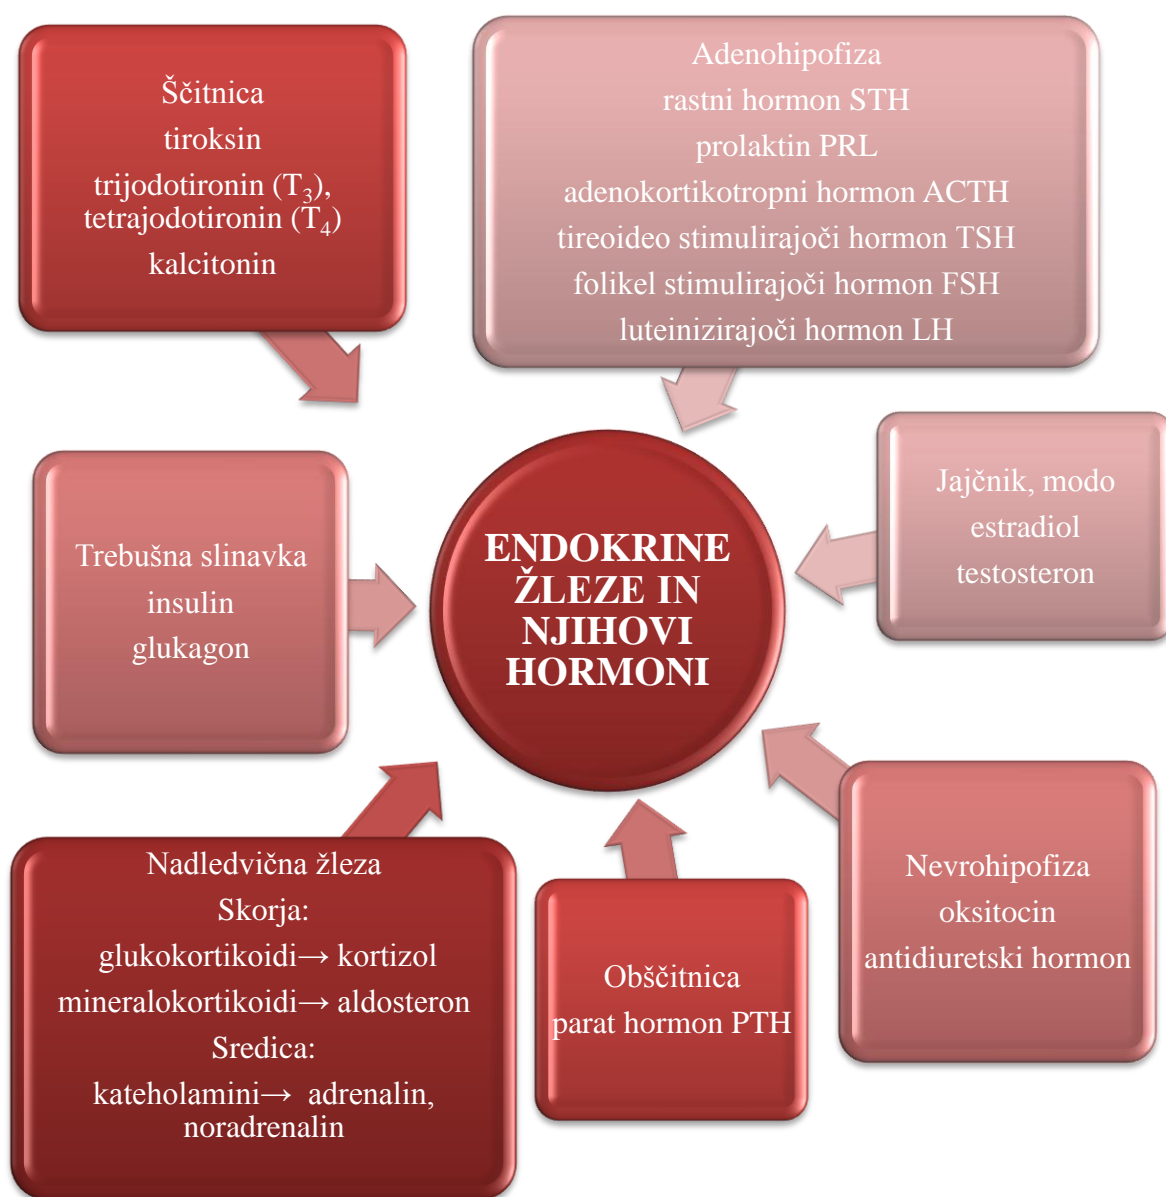 Ščitnica
tiroksin
trijodotironin (T₃),
tetrajodotironin (T₄)
kalcitonin
Adenohipofiza
rastni hormon STH
prolaktin PRL
adenokortikotropni hormon ACTH
tireoideo stimulirajoči hormon TSH
folikel stimulirajoči hormon FSH
luteinizirajoči hormon LH
Trebušna slinavka
insulin
glukagon
ENDOKRINE
ŽLEZE IN
NJIHOVI
HORMONI
Jajčnik, modo
estradiol
testosteron
Nadledvična žleza
Skorja:
glukokortikoidi→ kortizol
mineralokortikoidi→ aldosteron
Sredica:
kateholamini→ adrenalin,
noradrenalin
Obščitnica
parat hormon PTH
Nevrohipofiza
oksitocin
antidiuretski hormon